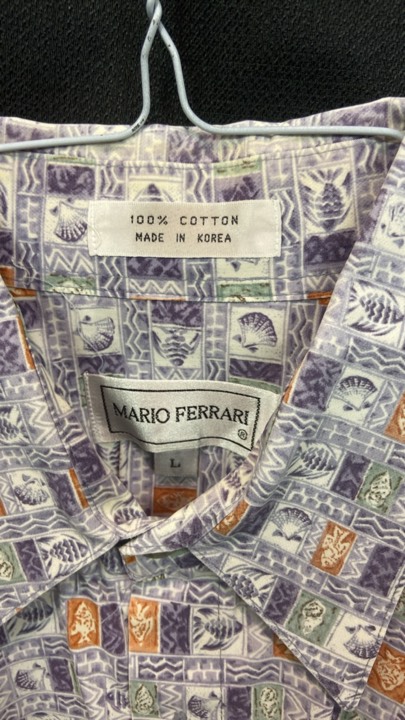 100% COTTON
MADE IN KOREA
MARIO FERRARI
®
L